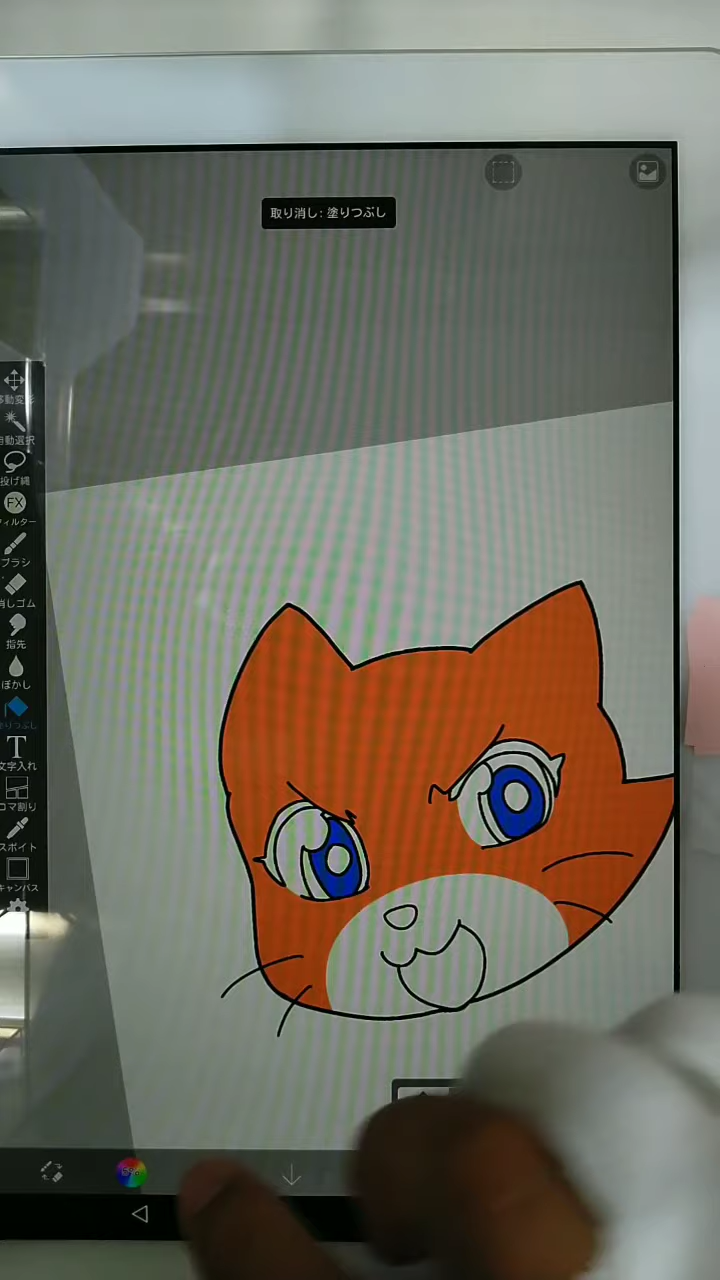 取り消し: 塗りつぶし
移動変形
自動選択
投げ縄
FX
フィルター
ブラシ
消しゴム
指先
ぼかし
塗りつぶし
T
文字入れ
コマ割り
スポイト
キャンバス